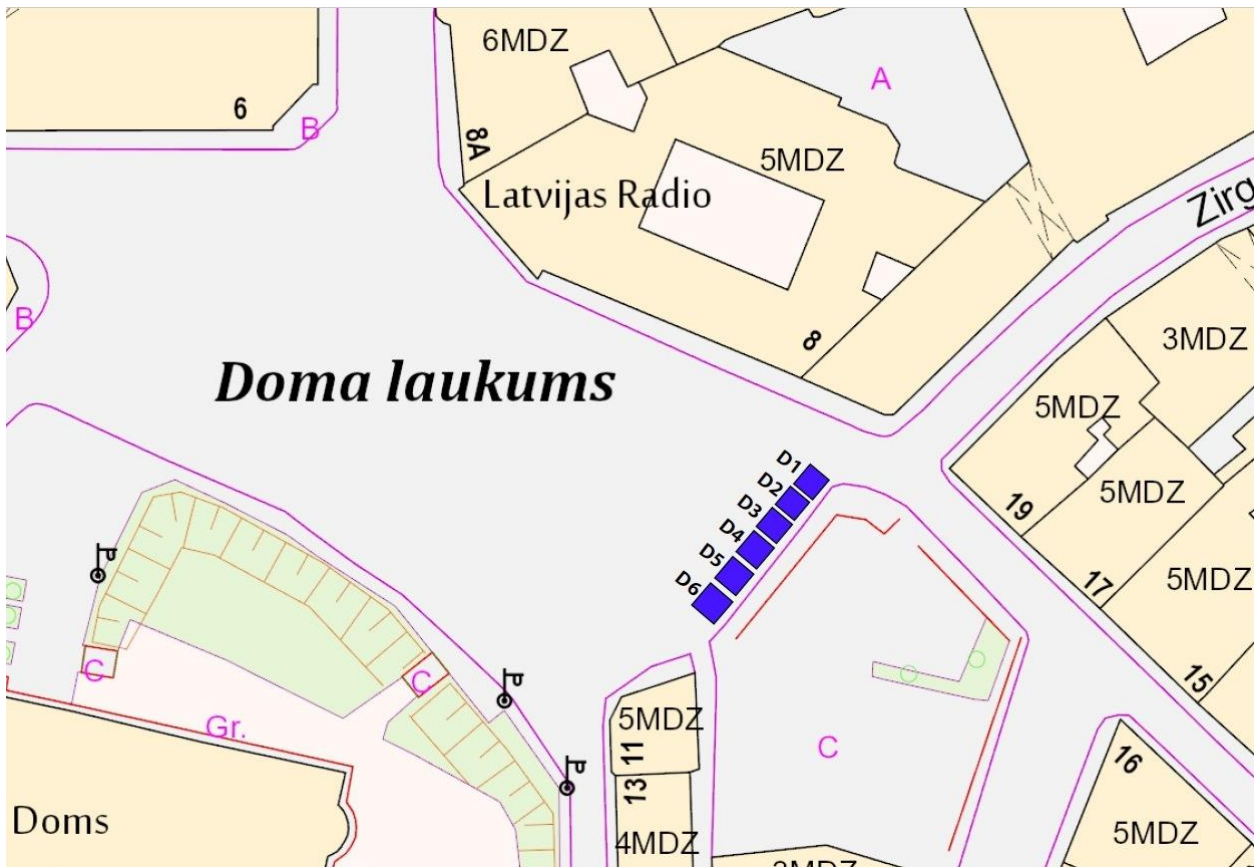 6MDZ
A
6
B
8A
5MDZ
Latvijas Radio
Zirg
B
8
3MDZ
Doma laukums
5MDZ
D1
D2
5MDZ
D3
19
D4
D5
17
5MDZ
D6
C
C
15
Gr.
5MDZ
11
C
16
13
Doms
4MDZ
5MDZ